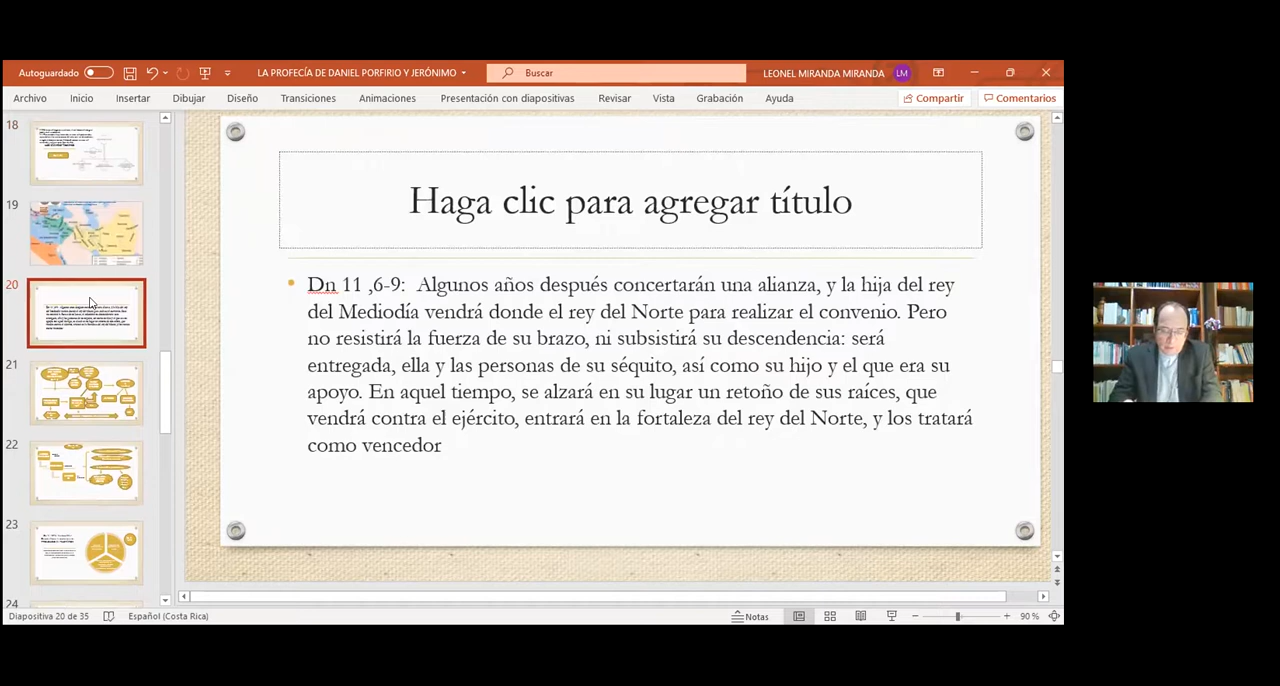 Autoguardado
LA PROFECÍA DE DANIEL PORFIRIO Y JERÓNIMO
Buscar
LEONEL MIRANDA MIRANDA LM
Archivo Inicio Insertar Dibujar Diseño Transiciones Animaciones Presentación con diapositivas Revisar Vista Grabación Ayuda Compartir Comentarios
18
19
20
21
22
23
24
Haga clic para agregar título
Dn 11 ,6-9: Algunos años después concertarán una alianza, y la hija del rey
del Mediodía vendrá donde el rey del Norte para realizar el convenio. Pero
no resistirá la fuerza de su brazo, ni subsistirá su descendencia: será
entregada, ella y las personas de su séquito, así como su hijo y el que era su
apoyo. En aquel tiempo, se alzará en su lugar un retoño de sus raíces, que
vendrá contra el ejército, entrará en la fortaleza del rey del Norte, y los tratará
como vencedor
Diapositiva 20 de 35 Español (Costa Rica) Notas 90 %